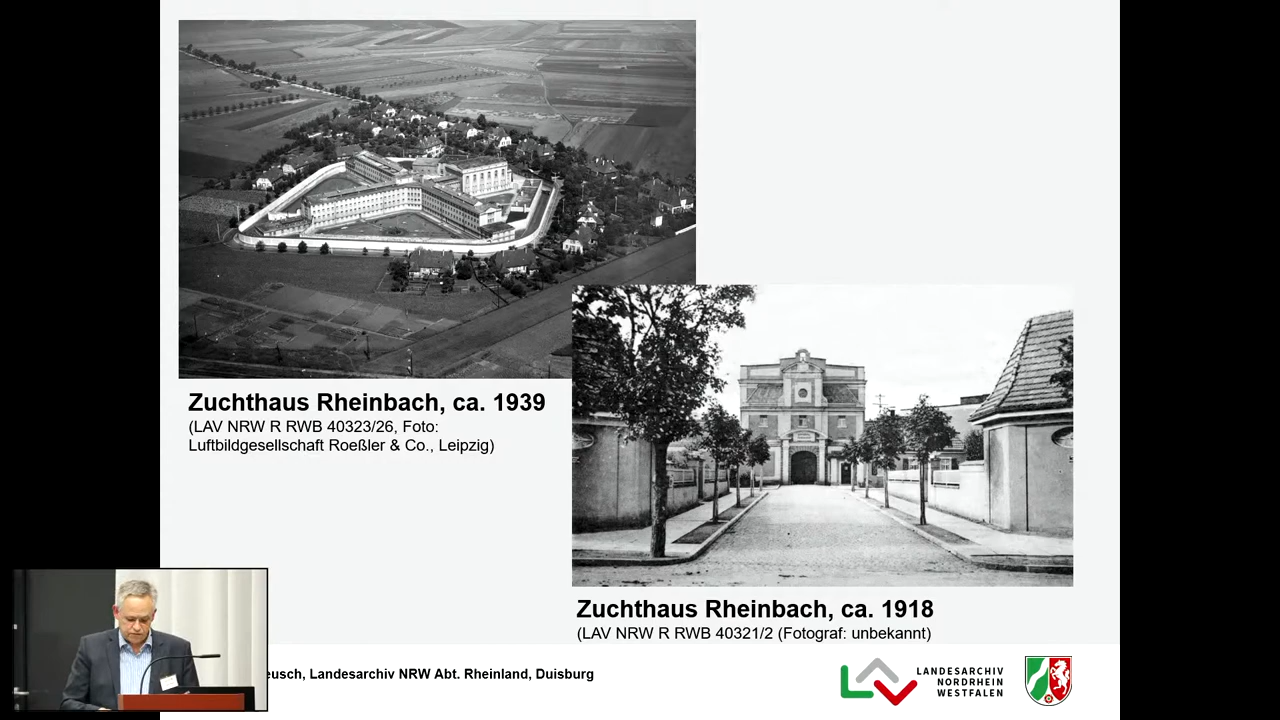 Zuchthaus Rheinbach, ca. 1939
(LAV NRW R RWB 40323/26, Foto:
Luftbildgesellschaft Roeßler & Co., Leipzig)
Zuchthaus Rheinbach, ca. 1918
(LAV NRW R RWB 40321/2 (Fotograf: unbekannt)
eusch, Landesarchiv NRW Abt. Rheinland, Duisburg
LANDESARCHIV
NORDRHEIN
WESTFALEN